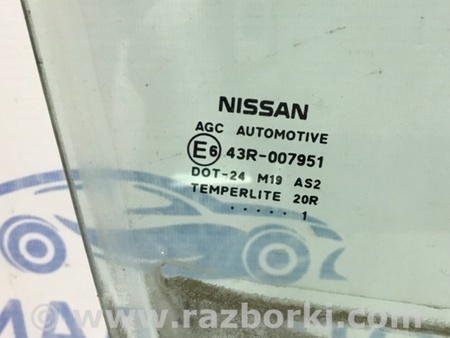 NISSAN
AGC AUTOMOTIVE
E6 43R-007951
DOT-24 M19 AS2
TEMPERLITE 20R
..... 1
www.razborki.com